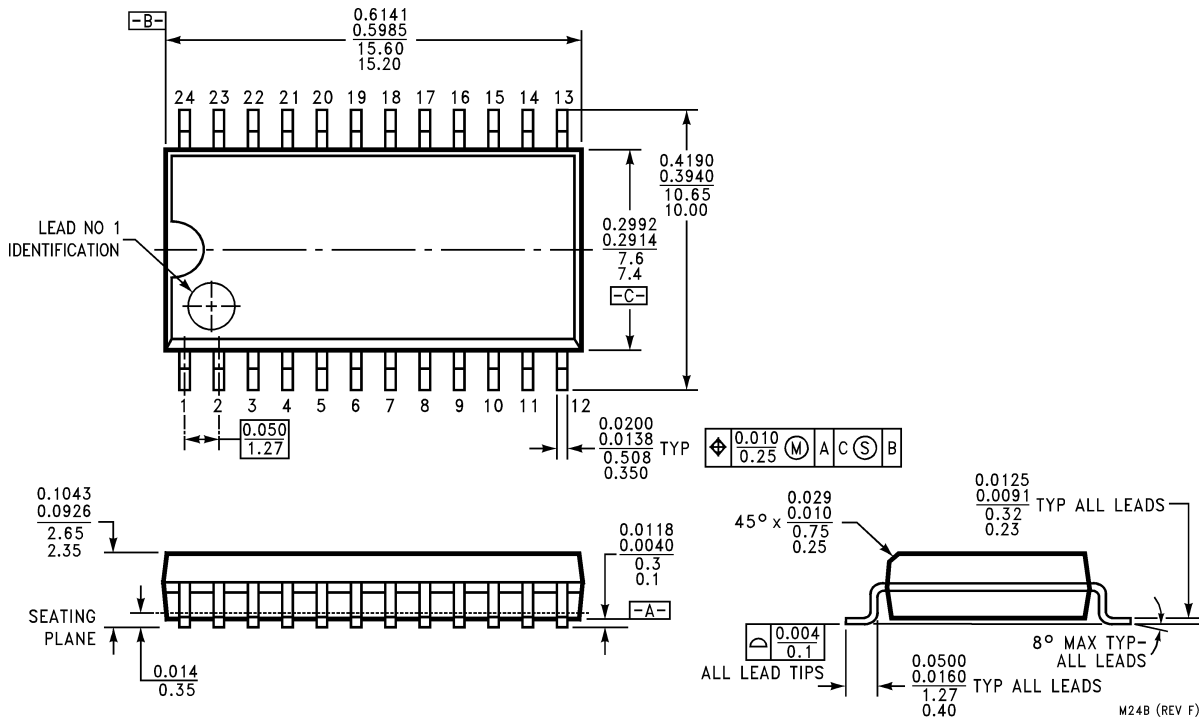 -B-
0.6141
0.5985
15.60
15.20
24 23 22 21 20 19 18 17 16 15 14 13
0.4190
0.3940
10.65
10.00
LEAD NO 1
IDENTIFICATION
0.2992
0.2914
7.6
7.4
-C-
1 2 3 4 5 6 7 8 9 10 11 12
0.050
1.27
0.0200
0.0138
0.508
0.350
TYP
⌖ 0.010 0.25 Ⓜ A C Ⓢ B
0.1043
0.0926
2.65
2.35
SEATING
PLANE
0.014
0.35
0.0118
0.0040
0.3
0.1
-A-
45° x
0.029
0.010
0.75
0.25
0.0125
0.0091
0.32
0.23
TYP ALL LEADS
0.004
0.1
ALL LEAD TIPS
0.0500
0.0160
1.27
0.40
TYP ALL LEADS
8° MAX TYP-
ALL LEADS
M24B (REV F)